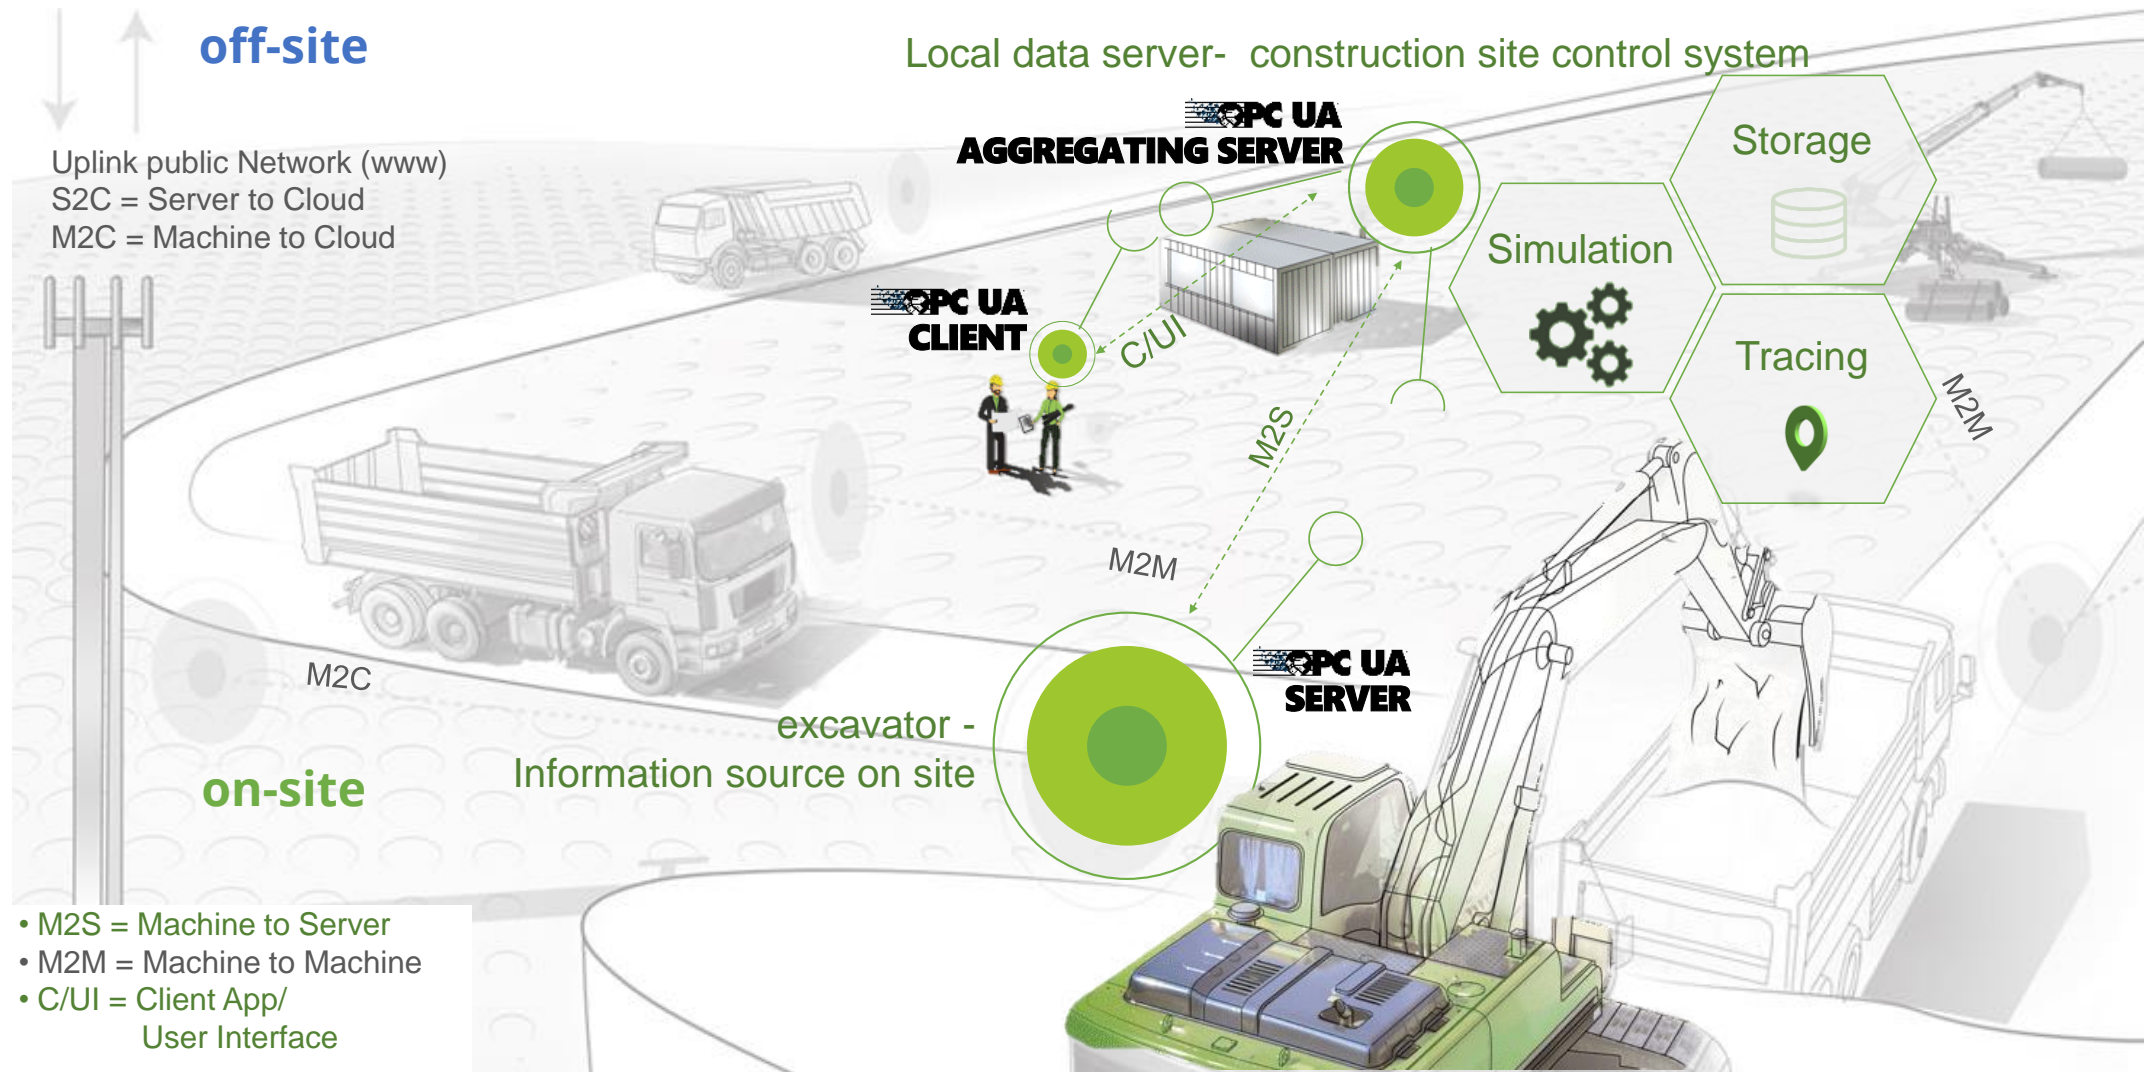 off-site
Local data server-  construction site control system
OPC UA
AGGREGATING SERVER
Storage
Uplink public Network (www)
S2C = Server to Cloud
M2C = Machine to Cloud
Simulation
OPC UA
CLIENT
C/UI
Tracing
M2M
M2S
M2M
M2C
OPC UA
SERVER
excavator -
Information source on site
on-site
• M2S = Machine to Server
• M2M = Machine to Machine
• C/UI = Client App/
User Interface